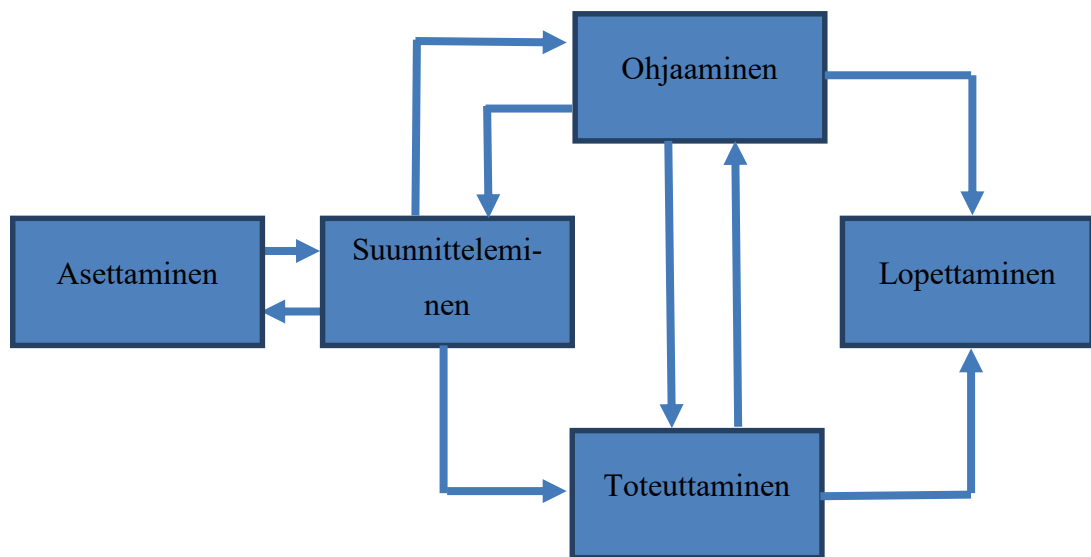 Ohjaaminen
Asettaminen
Suunnittelemi-
nen
Lopettaminen
Toteuttaminen